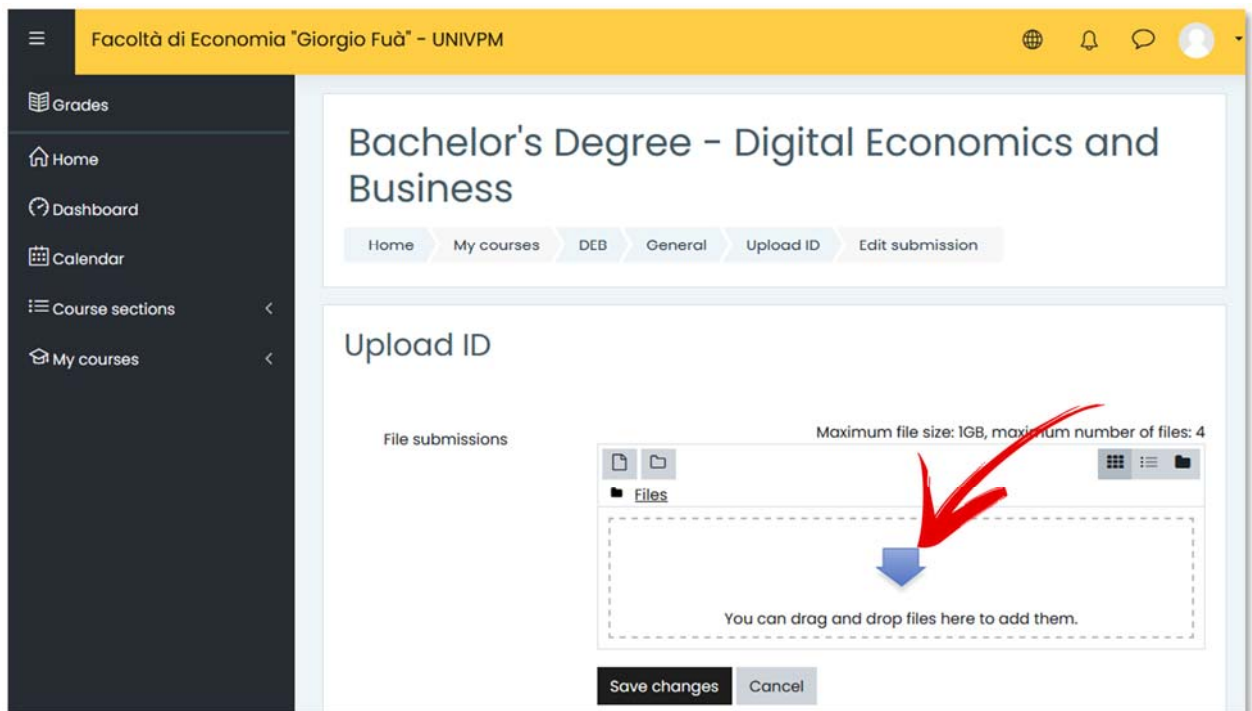 Facoltà di Economia "Giorgio Fuà" - UNIVPM
Grades
Home
Dashboard
Calendar
Course sections
My courses
Bachelor's Degree - Digital Economics and
Business
Home My courses DEB General Upload ID Edit submission
Upload ID
File submissions
Maximum file size: 1GB, maximum number of files: 4
Files
You can drag and drop files here to add them.
Save changes Cancel